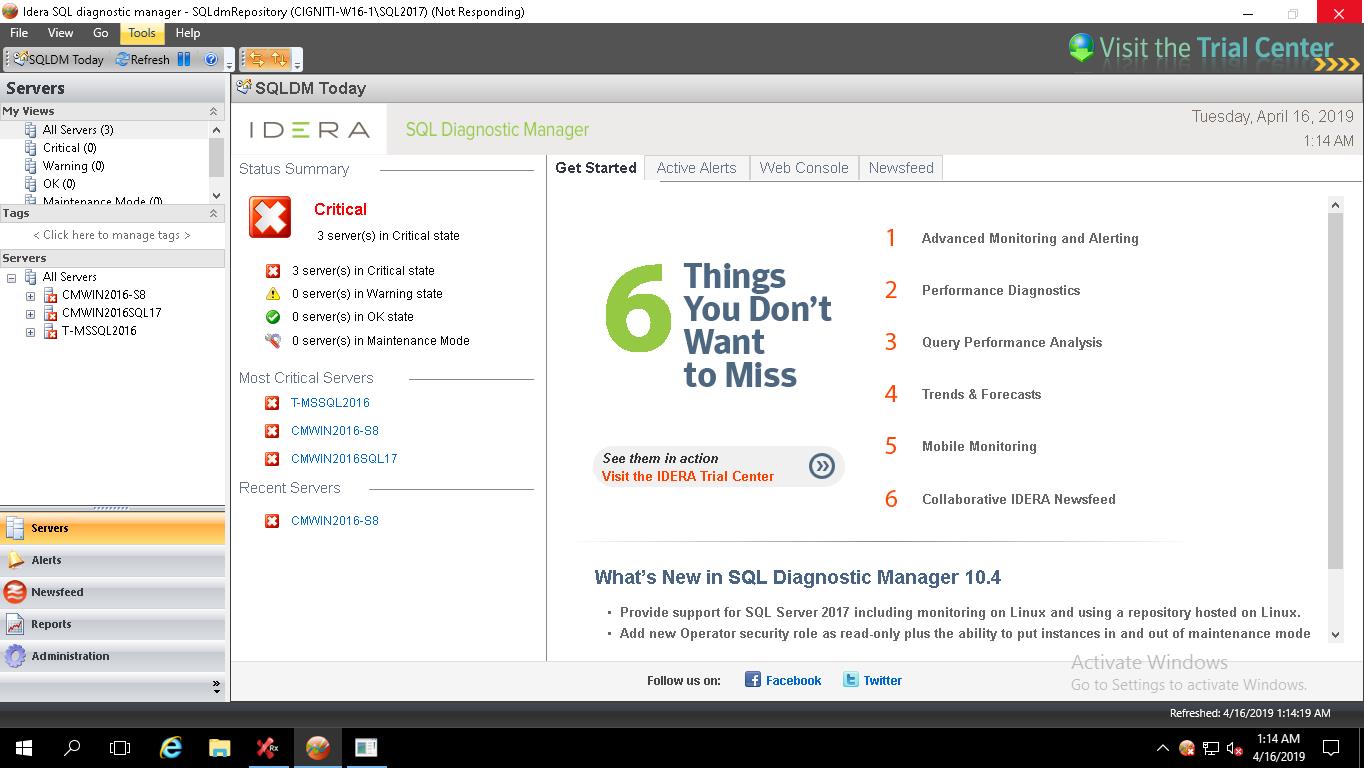 Idera SQL diagnostic manager - SQLdmRepository (CIGNITI-W16-1\SQL2017) (Not Responding)
File View Go Tools Help
SQLDM Today Refresh
Visit the Trial Center
Servers
My Views
All Servers (3)
Critical (0)
Warning (0)
OK (0)
Maintenance Mode (0)
Tags
< Click here to manage tags >
Servers
All Servers
CMWIN2016-S8
CMWIN2016SQL17
T-MSSQL2016
Servers
Alerts
Newsfeed
Reports
Administration
SQLDM Today
IDERA SQL Diagnostic Manager
Tuesday, April 16, 2019
1:14 AM
Status Summary
Critical
3 server(s) in Critical state
3 server(s) in Critical state
0 server(s) in Warning state
0 server(s) in OK state
0 server(s) in Maintenance Mode
Most Critical Servers
T-MSSQL2016
CMWIN2016-S8
CMWIN2016SQL17
Recent Servers
CMWIN2016-S8
Get Started Active Alerts Web Console Newsfeed
6 Things
You Don't
Want
to Miss
See them in action
Visit the IDERA Trial Center
1 Advanced Monitoring and Alerting
2 Performance Diagnostics
3 Query Performance Analysis
4 Trends & Forecasts
5 Mobile Monitoring
6 Collaborative IDERA Newsfeed
What's New in SQL Diagnostic Manager 10.4
• Provide support for SQL Server 2017 including monitoring on Linux and using a repository hosted on Linux.
• Add new Operator security role as read-only plus the ability to put instances in and out of maintenance mode
Activate Windows
Go to Settings to activate Windows.
Follow us on: Facebook Twitter
Refreshed: 4/16/2019 1:14:19 AM
Rx
1:14 AM
4/16/2019